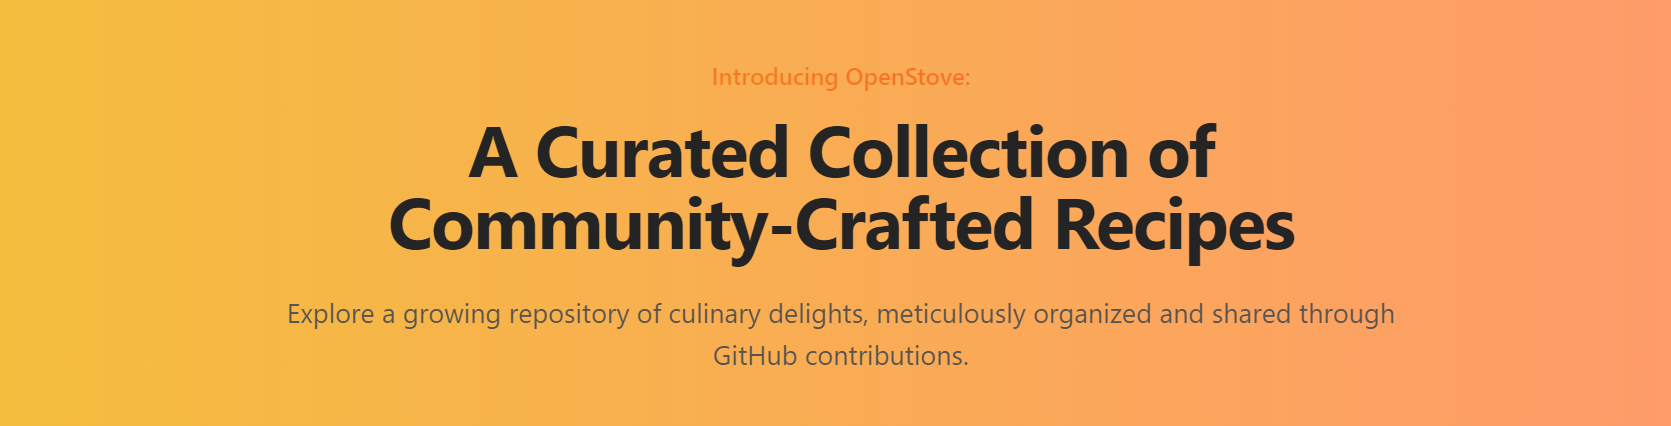 Introducing OpenStove:
A Curated Collection of
Community-Crafted Recipes
Explore a growing repository of culinary delights, meticulously organized and shared through
GitHub contributions.